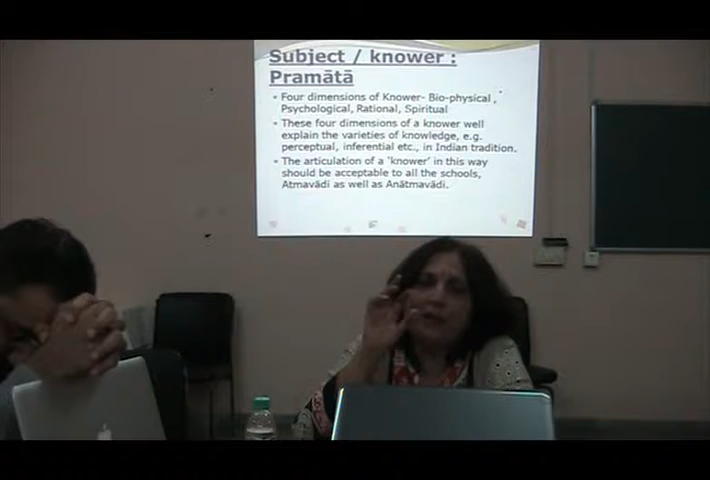 Subject / knower :
Pramātā
• Four dimensions of Knower- Bio-physical ,
Psychological, Rational, Spiritual
• These four dimensions of a knower well
explain the varieties of knowledge, e.g.
perceptual, inferential etc., in Indian tradition.
• The articulation of a 'knower' in this way
should be acceptable to all the schools,
Atmavādi as well as Anātmavādi.